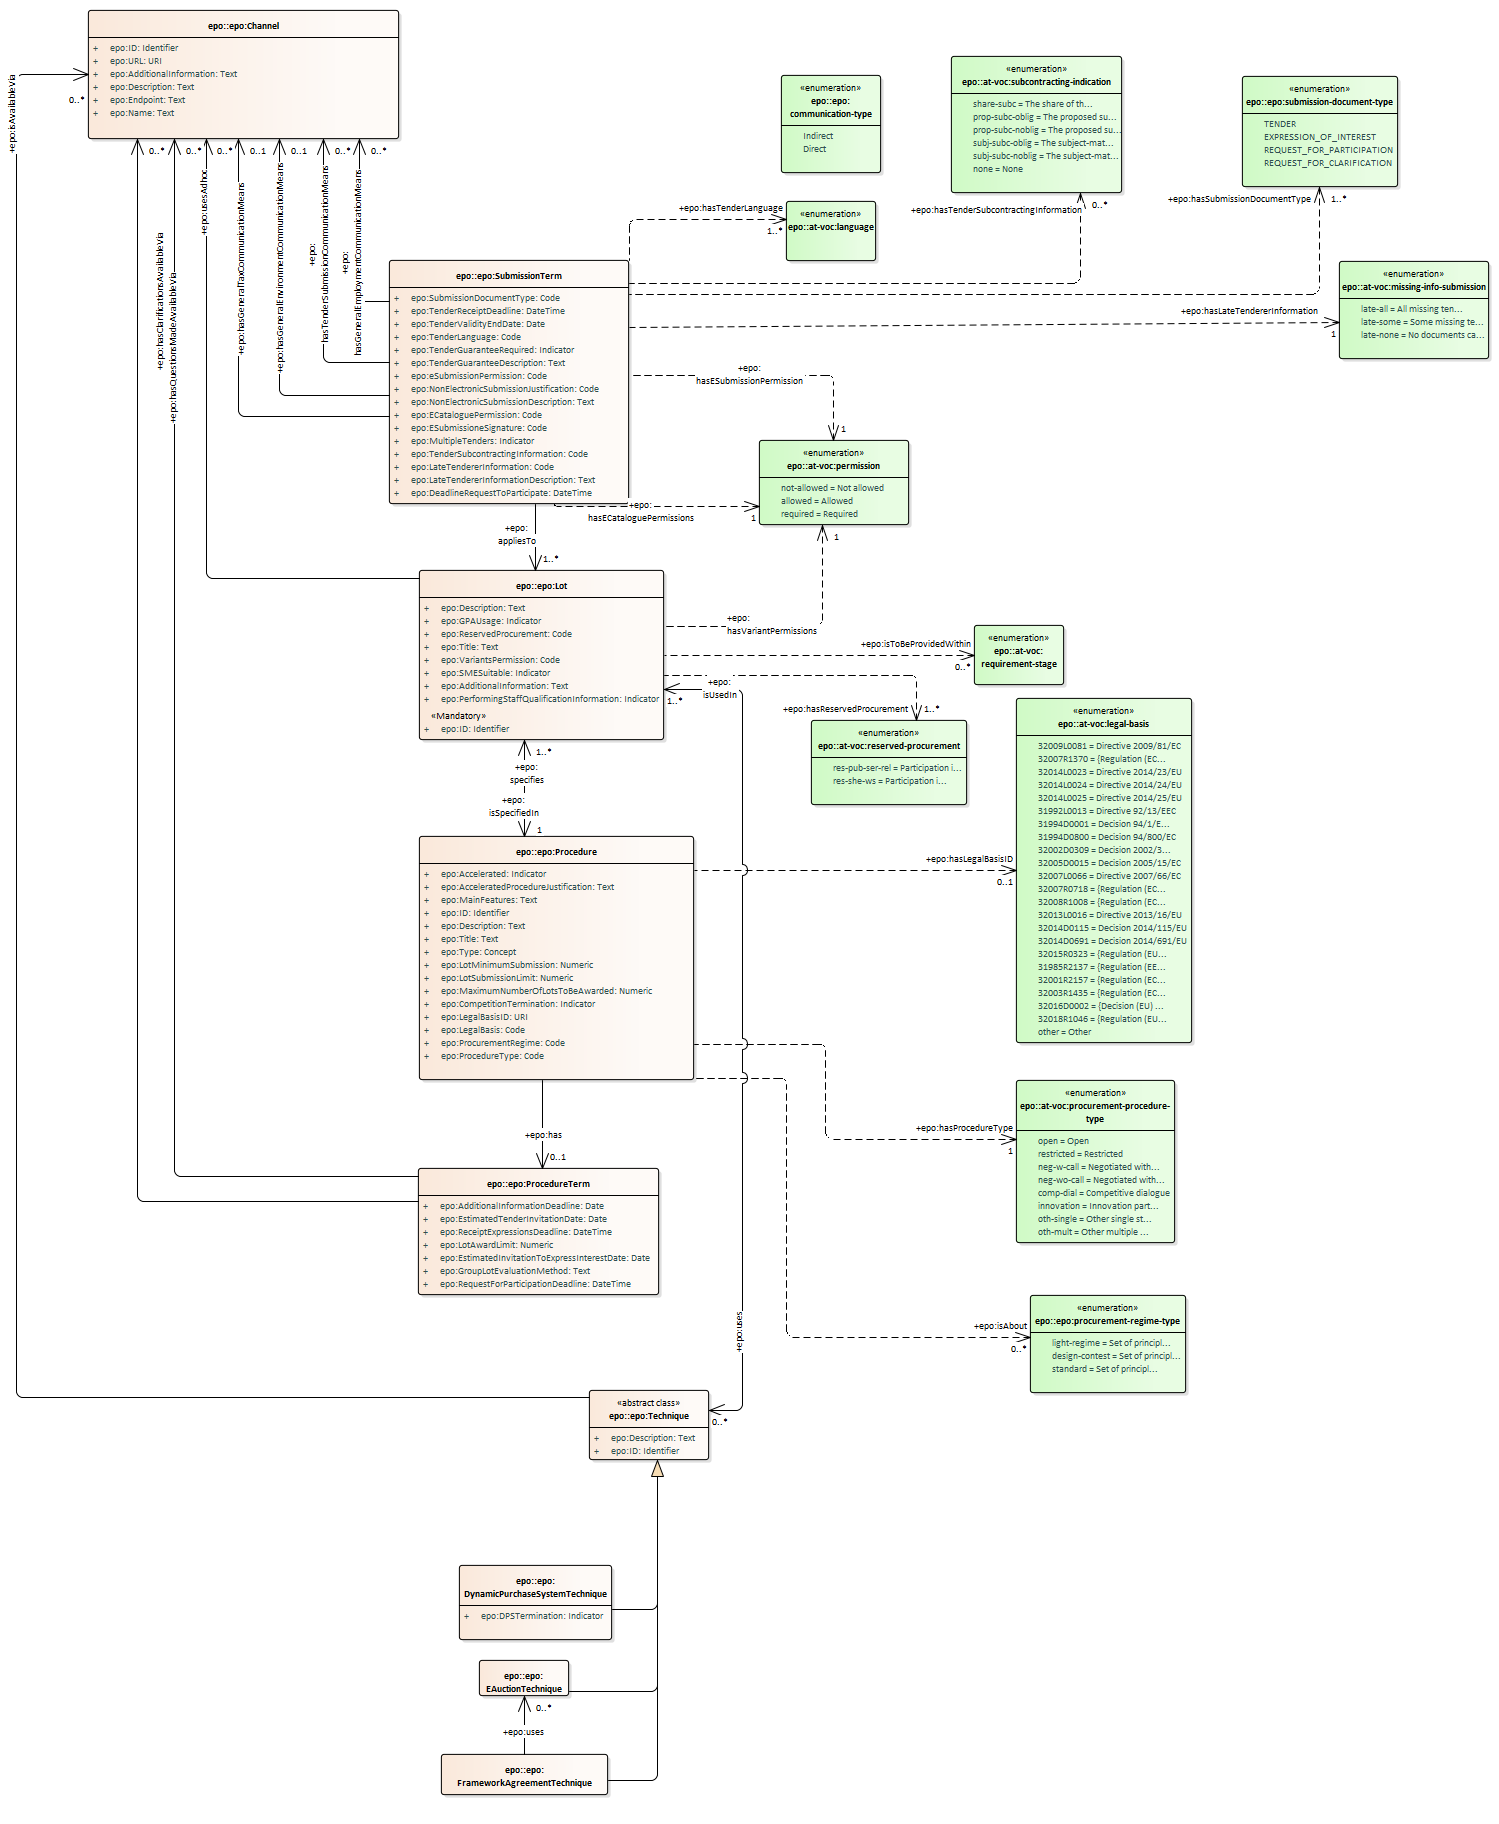 epo::epo:Channel
+ epo:ID: Identifier
+ epo:URL: URI
+ epo:AdditionalInformation: Text
+ epo:Description: Text
+ epo:Endpoint: Text
+ epo:Name: Text
+epo:isAvailableVia
0..*
0..*
0..*
0..*
0..1
0..1
0..*
0..*
+epo:hasClarificationsAvailableVia
+epo:hasQuestionsMadeAvailableVia
+epo:usesAdhoc
+epo:hasGeneralTaxCommunicationMeans
+epo:hasGeneralEnvironmentCommunicationMeans
+epo:
hasTenderSubmissionCommunicationMeans
+epo:
hasGeneralEmploymentCommunicationMeans
«enumeration»
epo::epo:
communication-type
Indirect
Direct
«enumeration»
epo::at-voc:subcontracting-indication
share-subc = The share of th...
prop-subc-oblig = The proposed su...
prop-subc-noblig = The proposed su...
subj-subc-oblig = The subject-mat...
subj-subc-noblig = The subject-mat...
none = None
«enumeration»
epo::epo:submission-document-type
TENDER
EXPRESSION_OF_INTEREST
REQUEST_FOR_PARTICIPATION
REQUEST_FOR_CLARIFICATION
+epo:hasTenderLanguage
1..*
«enumeration»
epo::at-voc:language
+epo:hasTenderSubcontractingInformation
0..*
+epo:hasSubmissionDocumentType
1..*
«enumeration»
epo::at-voc:missing-info-submission
late-all = All missing ten...
late-some = Some missing te...
late-none = No documents ca...
+epo:hasLateTendererInformation
1
epo::epo:SubmissionTerm
+ epo:SubmissionDocumentType: Code
+ epo:TenderReceiptDeadline: DateTime
+ epo:TenderValidityEndDate: Date
+ epo:TenderLanguage: Code
+ epo:TenderGuaranteeRequired: Indicator
+ epo:TenderGuaranteeDescription: Text
+ epo:eSubmissionPermission: Code
+ epo:NonElectronicSubmissionJustification: Code
+ epo:NonElectronicSubmissionDescription: Text
+ epo:ECataloguePermission: Code
+ epo:ESubmissioneSignature: Code
+ epo:MultipleTenders: Indicator
+ epo:TenderSubcontractingInformation: Code
+ epo:LateTendererInformation: Code
+ epo:LateTendererInformationDescription: Text
+ epo:DeadlineRequestToParticipate: DateTime
+epo:
hasESubmissionPermission
1
«enumeration»
epo::at-voc:permission
not-allowed = Not allowed
allowed = Allowed
required = Required
+epo:
hasECataloguePermissions
1
1
+epo:
appliesTo
1..*
epo::epo:Lot
+ epo:Description: Text
+ epo:GPAUsage: Indicator
+ epo:ReservedProcurement: Code
+ epo:Title: Text
+ epo:VariantsPermission: Code
+ epo:SMESuitable: Indicator
+ epo:AdditionalInformation: Text
+ epo:PerformingStaffQualificationInformation: Indicator
«Mandatory»
+ epo:ID: Identifier
+epo:
hasVariantPermissions
+epo:isToBeProvidedWithin
0..*
«enumeration»
epo::at-voc:
requirement-stage
+epo:
isUsedIn
1..*
+epo:hasReservedProcurement
1..*
«enumeration»
epo::at-voc:reserved-procurement
res-pub-ser-rel = Participation i...
res-she-ws = Participation i...
1..*
+epo:
specifies
+epo:
isSpecifiedIn
1
«enumeration»
epo::at-voc:legal-basis
32009L0081 = Directive 2009/81/EC
32007R1370 = {Regulation (EC...
32014L0023 = Directive 2014/23/EU
32014L0024 = Directive 2014/24/EU
32014L0025 = Directive 2014/25/EU
31992L0013 = Directive 92/13/EEC
31994D0001 = Decision 94/1/E...
31994D0800 = Decision 94/800/EC
32002D0309 = Decision 2002/3...
32005D0015 = Decision 2005/15/EC
32007L0066 = Directive 2007/66/EC
32007R0718 = {Regulation (EC...
32008R1008 = {Regulation (EC...
32013L0016 = Directive 2013/16/EU
32014D0115 = Decision 2014/115/EU
32014D0691 = Decision 2014/691/EU
32015R0323 = {Regulation (EU...
31985R2137 = {Regulation (EE...
32001R2157 = {Regulation (EC...
32003R1435 = {Regulation (EC...
32016D0002 = {Decision (EU) ...
32018R1046 = {Regulation (EU...
other = Other
epo::epo:Procedure
+ epo:Accelerated: Indicator
+ epo:AcceleratedProcedureJustification: Text
+ epo:MainFeatures: Text
+ epo:ID: Identifier
+ epo:Description: Text
+ epo:Title: Text
+ epo:Type: Concept
+ epo:LotMinimumSubmission: Numeric
+ epo:LotSubmissionLimit: Numeric
+ epo:MaximumNumberOfLotsToBeAwarded: Numeric
+ epo:CompetitionTermination: Indicator
+ epo:LegalBasisID: URI
+ epo:LegalBasis: Code
+ epo:ProcurementRegime: Code
+ epo:ProcedureType: Code
+epo:hasLegalBasisID
0..1
«enumeration»
epo::at-voc:procurement-procedure-
type
open = Open
restricted = Restricted
neg-w-call = Negotiated with...
neg-wo-call = Negotiated with...
comp-dial = Competitive dialogue
innovation = Innovation part...
oth-single = Other single st...
oth-mult = Other multiple ...
+epo:hasProcedureType
1
+epo:has
0..1
epo::epo:ProcedureTerm
+ epo:AdditionalInformationDeadline: Date
+ epo:EstimatedTenderInvitationDate: Date
+ epo:ReceiptExpressionsDeadline: DateTime
+ epo:LotAwardLimit: Numeric
+ epo:EstimatedInvitationToExpressInterestDate: Date
+ epo:GroupLotEvaluationMethod: Text
+ epo:RequestForParticipationDeadline: DateTime
+epo:isAbout
0..*
«enumeration»
epo::epo:procurement-regime-type
light-regime = Set of principl...
design-contest = Set of principl...
standard = Set of principl...
+epo:uses
0..*
«abstract class»
epo::epo:Technique
+ epo:Description: Text
+ epo:ID: Identifier
epo::epo:
DynamicPurchaseSystemTechnique
+ epo:DPSTermination: Indicator
epo::epo:
EAuctionTechnique
0..*
+epo:uses
epo::epo:
FrameworkAgreementTechnique